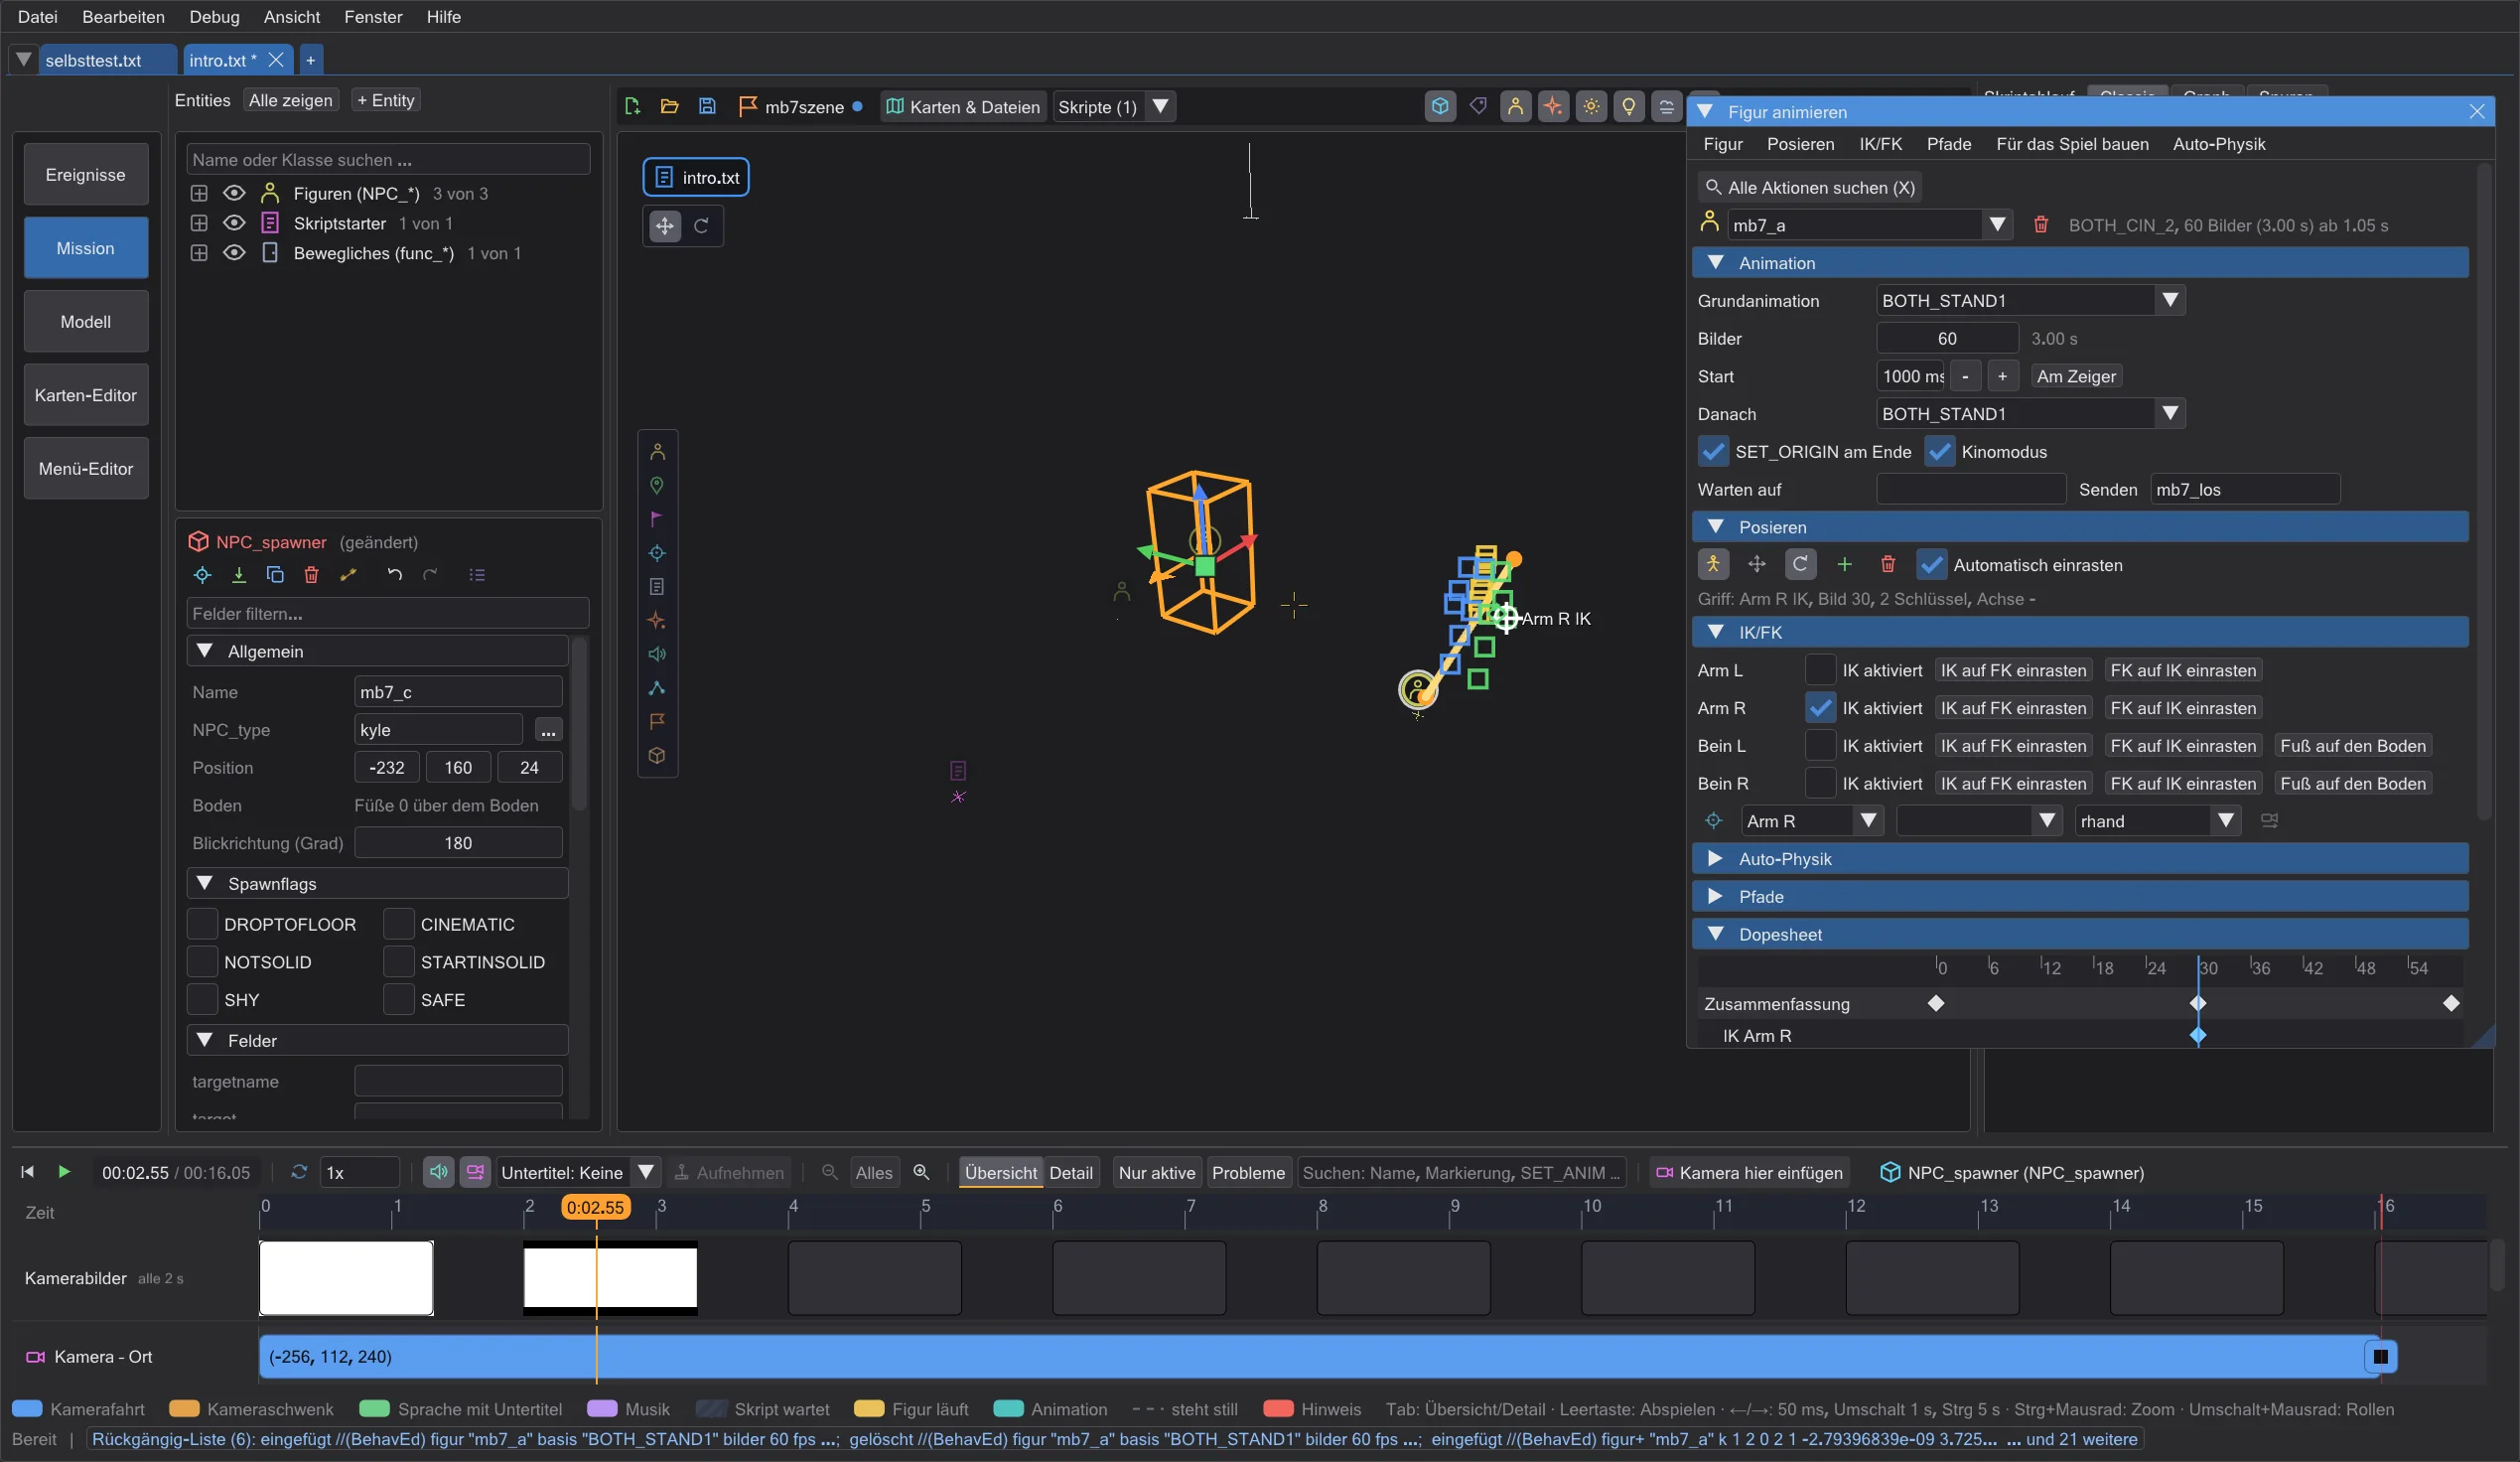 Datei Bearbeiten Debug Ansicht Fenster Hilfe
selbsttest.txt intro.txt * +
Entities Alle zeigen + Entity
mb7szene Karten & Dateien Skripte (1)
Ereignisse
Mission
Modell
Karten-Editor
Menü-Editor
Name oder Klasse suchen ...
Figuren (NPC_*) 3 von 3
Skriptstarter 1 von 1
Bewegliches (func_*) 1 von 1
NPC_spawner (geändert)
Felder filtern...
Allgemein
Name mb7_c
NPC_type kyle ...
Position -232 160 24
Boden Füße 0 über dem Boden
Blickrichtung (Grad) 180
Spawnflags
DROPTOFLOOR CINEMATIC
NOTSOLID STARTINSOLID
SHY SAFE
Felder
targetname
target
intro.txt
Arm R IK
Skriptablauf Classic Graph Spuren
Figur animieren
Figur Posieren IK/FK Pfade Für das Spiel bauen Auto-Physik
Alle Aktionen suchen (X)
mb7_a BOTH_CIN_2, 60 Bilder (3.00 s) ab 1.05 s
Animation
Grundanimation BOTH_STAND1
Bilder 60 3.00 s
Start 1000 ms - + Am Zeiger
Danach BOTH_STAND1
SET_ORIGIN am Ende Kinomodus
Warten auf Senden mb7_los
Posieren
Automatisch einrasten
Griff: Arm R IK, Bild 30, 2 Schlüssel, Achse -
IK/FK
Arm L IK aktiviert IK auf FK einrasten FK auf IK einrasten
Arm R IK aktiviert IK auf FK einrasten FK auf IK einrasten
Bein L IK aktiviert IK auf FK einrasten FK auf IK einrasten Fuß auf den Boden
Bein R IK aktiviert IK auf FK einrasten FK auf IK einrasten Fuß auf den Boden
Arm R rhand
Auto-Physik
Pfade
Dopesheet
0 6 12 18 24 30 36 42 48 54
Zusammenfassung
IK Arm R
00:02.55 / 00:16.05 1x Untertitel: Keine Aufnehmen Alles Übersicht Detail Nur aktive Probleme Suchen: Name, Markierung, SET_ANIM ... Kamera hier einfügen NPC_spawner (NPC_spawner)
Zeit 0 1 2 0:02.55 3 4 5 6 7 8 9 10 11 12 13 14 15 16
Kamerabilder alle 2 s
Kamera - Ort (-256, 112, 240)
Kamerafahrt Kameraschwenk Sprache mit Untertitel Musik Skript wartet Figur läuft Animation steht still Hinweis Tab: Übersicht/Detail · Leertaste: Abspielen · ←/→: 50 ms, Umschalt 1 s, Strg 5 s · Strg+Mausrad: Zoom · Umschalt+Mausrad: Rollen
Bereit | Rückgängig-Liste (6): eingefügt //(BehavEd) figur "mb7_a" basis "BOTH_STAND1" bilder 60 fps ...; gelöscht //(BehavEd) figur "mb7_a" basis "BOTH_STAND1" bilder 60 fps ...; eingefügt //(BehavEd) figur+ "mb7_a" k 1 2 0 2 1 -2.79396839e-09 3.725... ... und 21 weitere